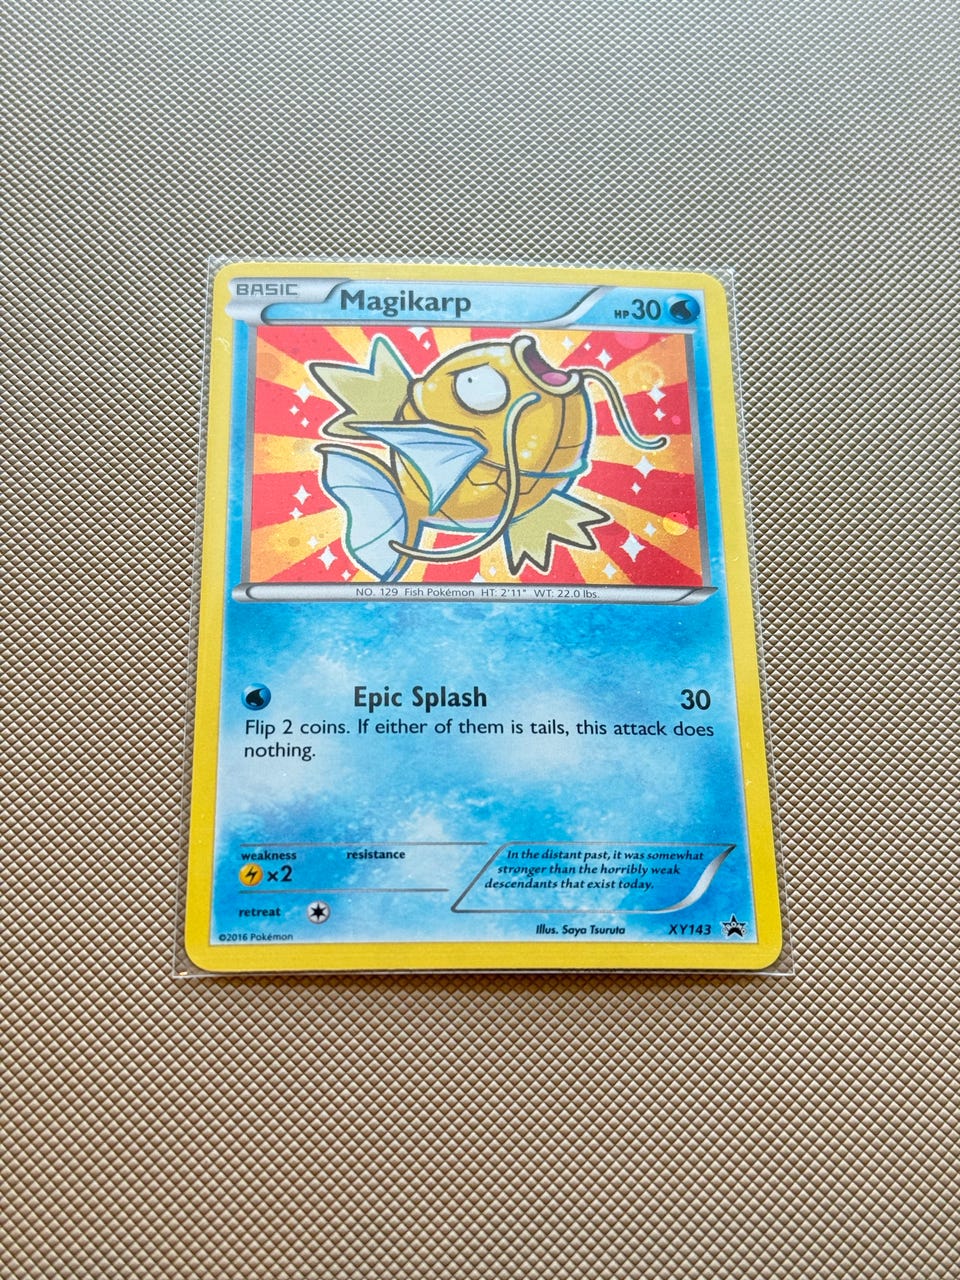 BASIC
Magikarp
HP 30
NO. 129 Fish Pokémon HT: 2'11" WT: 22.0 lbs.
Epic Splash 30
Flip 2 coins. If either of them is tails, this attack does
nothing.
weakness resistance
×2
In the distant past, it was somewhat
stronger than the horribly weak
descendants that exist today.
retreat
©2016 Pokémon
Illus. Saya Tsuruta
XY143